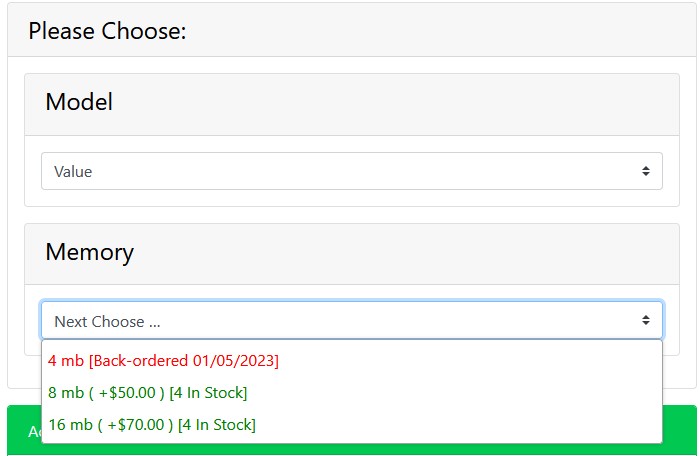 Please Choose:
Model
Value
Memory
Next Choose ...
4 mb [Back-ordered 01/05/2023]
8 mb ( +$50.00 ) [4 In Stock]
16 mb ( +$70.00 ) [4 In Stock]